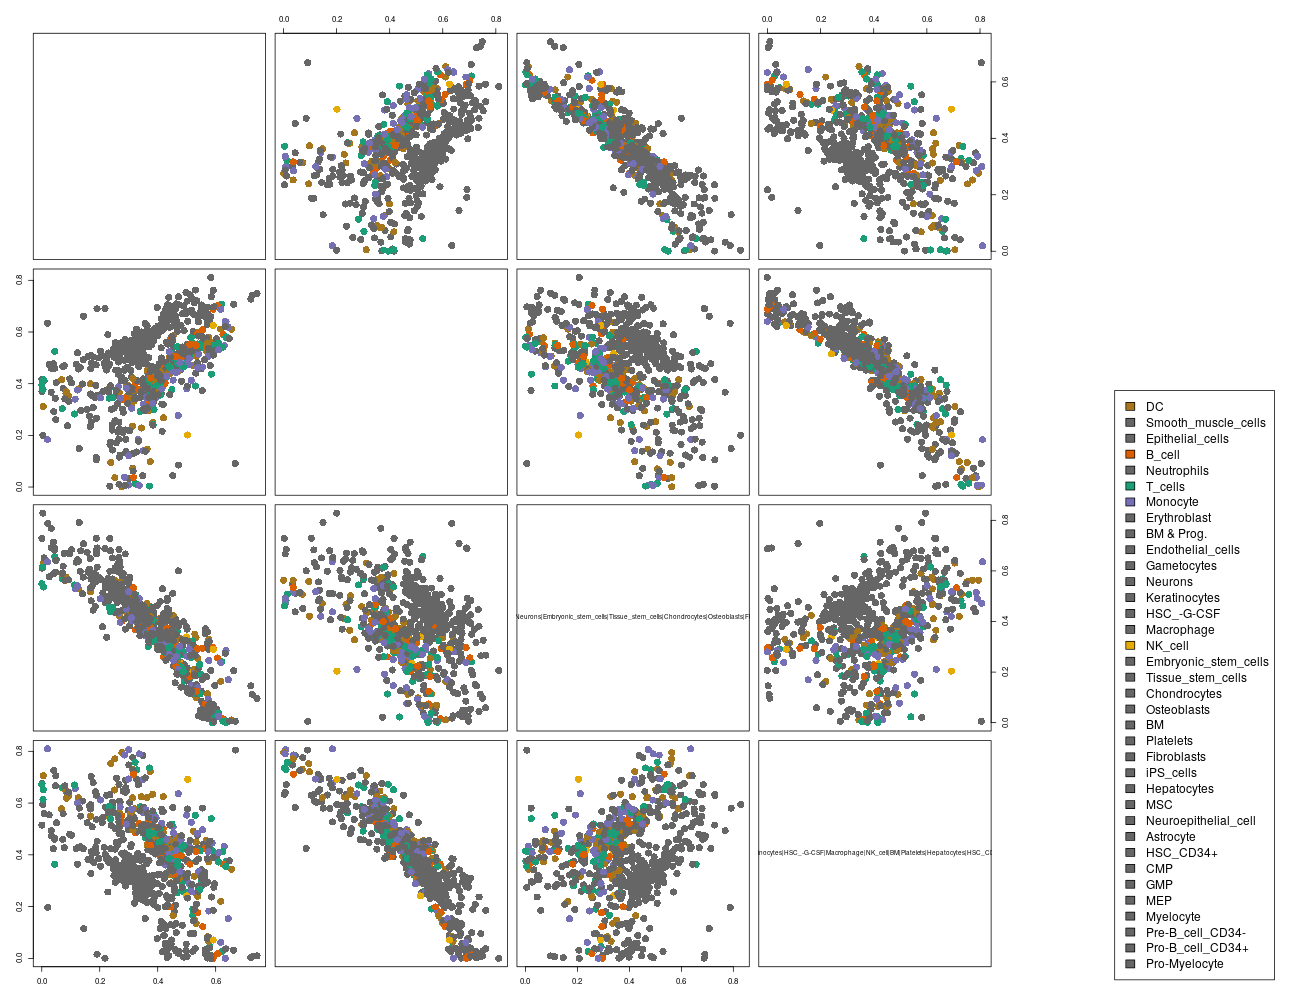 0.0 0.2 0.4 0.6 0.8
0.0 0.2 0.4 0.6 0.8
0.0 0.2 0.4 0.6
0.0 0.2 0.4 0.6 0.8
Neurons|Embryonic_stem_cells|Tissue_stem_cells|Chondrocytes|Osteoblasts|F
0.0 0.2 0.4 0.6 0.8
nocytes|HSC_-G-CSF|Macrophage|NK_cell|BM|Platelets|Hepatocytes|HSC_CD
0.0 0.2 0.4 0.6 0.8
0.0 0.2 0.4 0.6
0.0 0.2 0.4 0.6 0.8
DC
Smooth_muscle_cells
Epithelial_cells
B_cell
Neutrophils
T_cells
Monocyte
Erythroblast
BM & Prog.
Endothelial_cells
Gametocytes
Neurons
Keratinocytes
HSC_-G-CSF
Macrophage
NK_cell
Embryonic_stem_cells
Tissue_stem_cells
Chondrocytes
Osteoblasts
BM
Platelets
Fibroblasts
iPS_cells
Hepatocytes
MSC
Neuroepithelial_cell
Astrocyte
HSC_CD34+
CMP
GMP
MEP
Myelocyte
Pre-B_cell_CD34-
Pro-B_cell_CD34+
Pro-Myelocyte